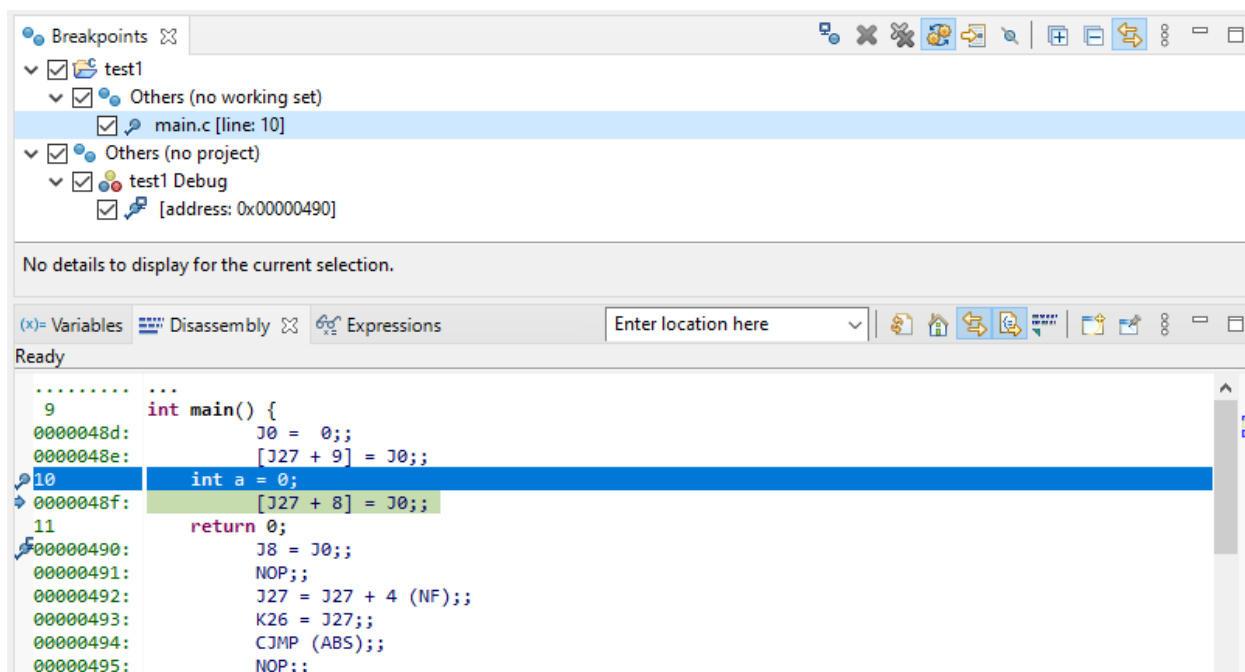 Breakpoints
test1
Others (no working set)
main.c [line: 10]
Others (no project)
test1 Debug
[address: 0x00000490]
No details to display for the current selection.
(x)= Variables Disassembly Expressions Enter location here
Ready
......... ...
9 int main() {
0000048d: J0 = 0;;
0000048e: [J27 + 9] = J0;;
10 int a = 0;
0000048f: [J27 + 8] = J0;;
11 return 0;
00000490: J8 = J0;;
00000491: NOP;;
00000492: J27 = J27 + 4 (NF);;
00000493: K26 = J27;;
00000494: CJMP (ABS);;
00000495: NOP;;